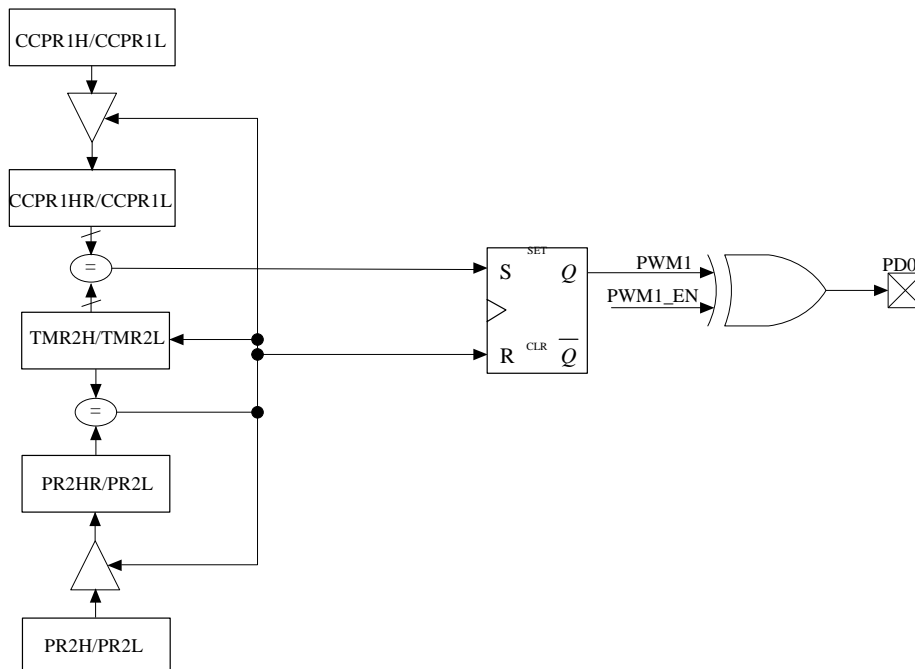 CCPR1H/CCPR1L
CCPR1HR/CCPR1L
=
TMR2H/TMR2L
=
PR2HR/PR2L
PR2H/PR2L
SET
S Q
R CLR Q̅
PWM1
PWM1_EN
PD0